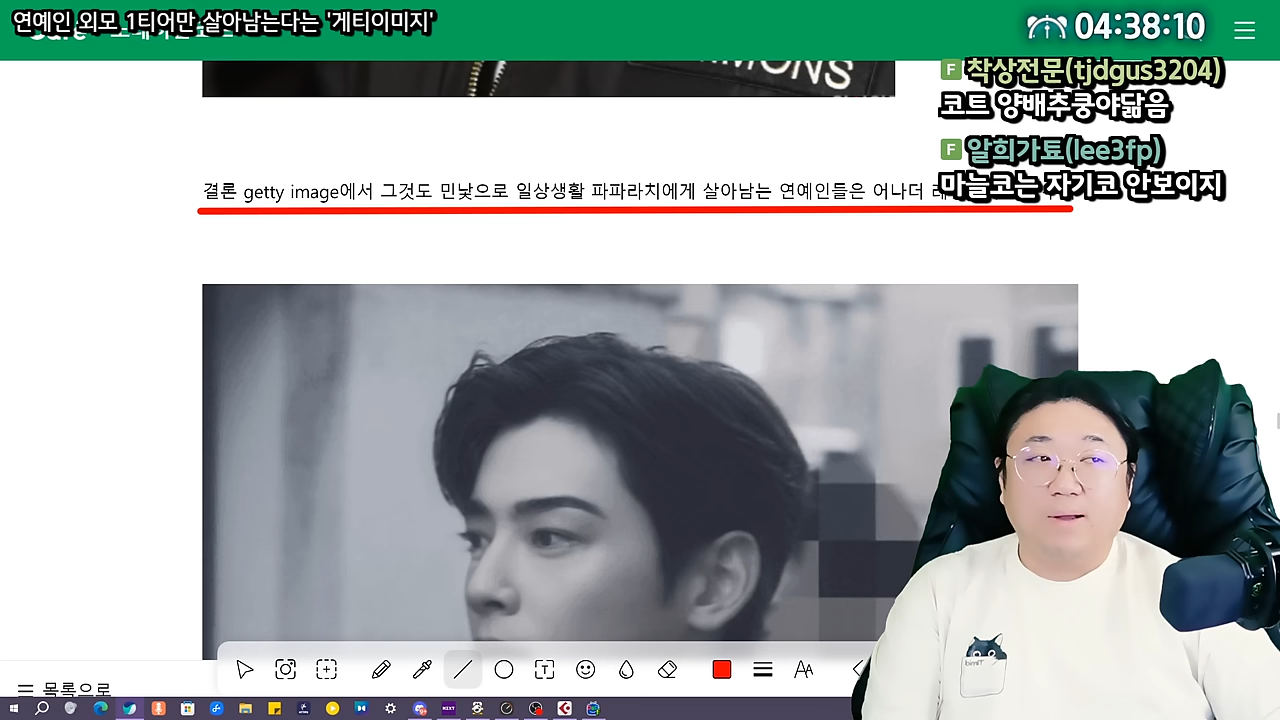 연예인 외모 1티어만 살아남는다는 '게티이미지'
04:38:10
MONS
F 착상전문(tjdgus3204)
코트 양배추쿵야닮음
F 알희가툐(lee3fp)
마늘코는 자기코 안보이지
결론 getty image에서 그것도 민낯으로 일상생활 파파라치에게 살아남는 연예인들은 어나더
목록으로
T
AA
NEXT
bimiT